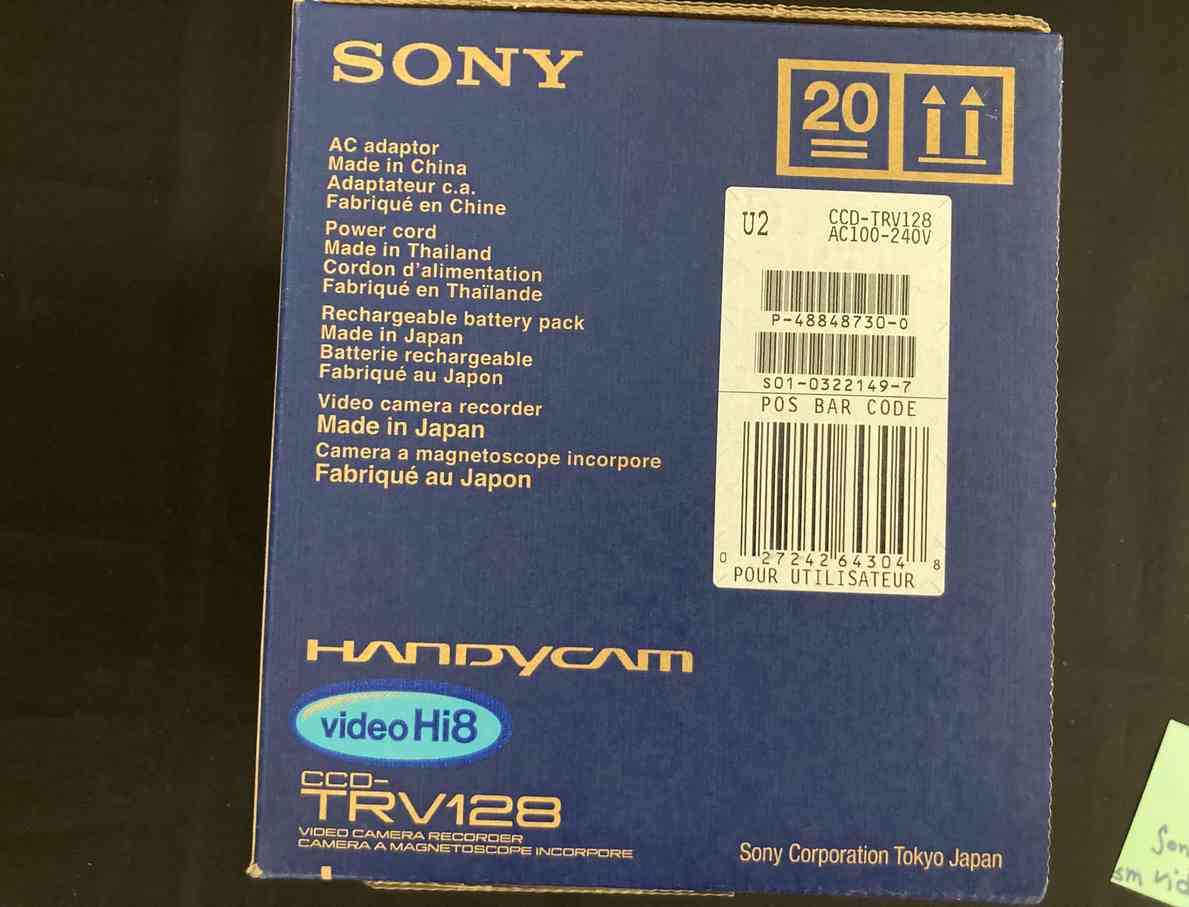 SONY
20
AC adaptor
Made in China
Adaptateur c.a.
Fabriqué en Chine
Power cord
Made in Thailand
Cordon d'alimentation
Fabriqué en Thaïlande
Rechargeable battery pack
Made in Japan
Batterie rechargeable
Fabriqué au Japon
Video camera recorder
Made in Japan
Camera a magnetoscope incorpore
Fabriqué au Japon
U2 CCD-TRV128
AC100-240V
P-48848730-0
S01-0322149-7
POS BAR CODE
0 27242 64304 8
POUR UTILISATEUR
HANDYCAM
video Hi8
CCD-
TRV128
VIDEO CAMERA RECORDER
CAMERA A MAGNETOSCOPE INCORPORE
Sony Corporation Tokyo Japan